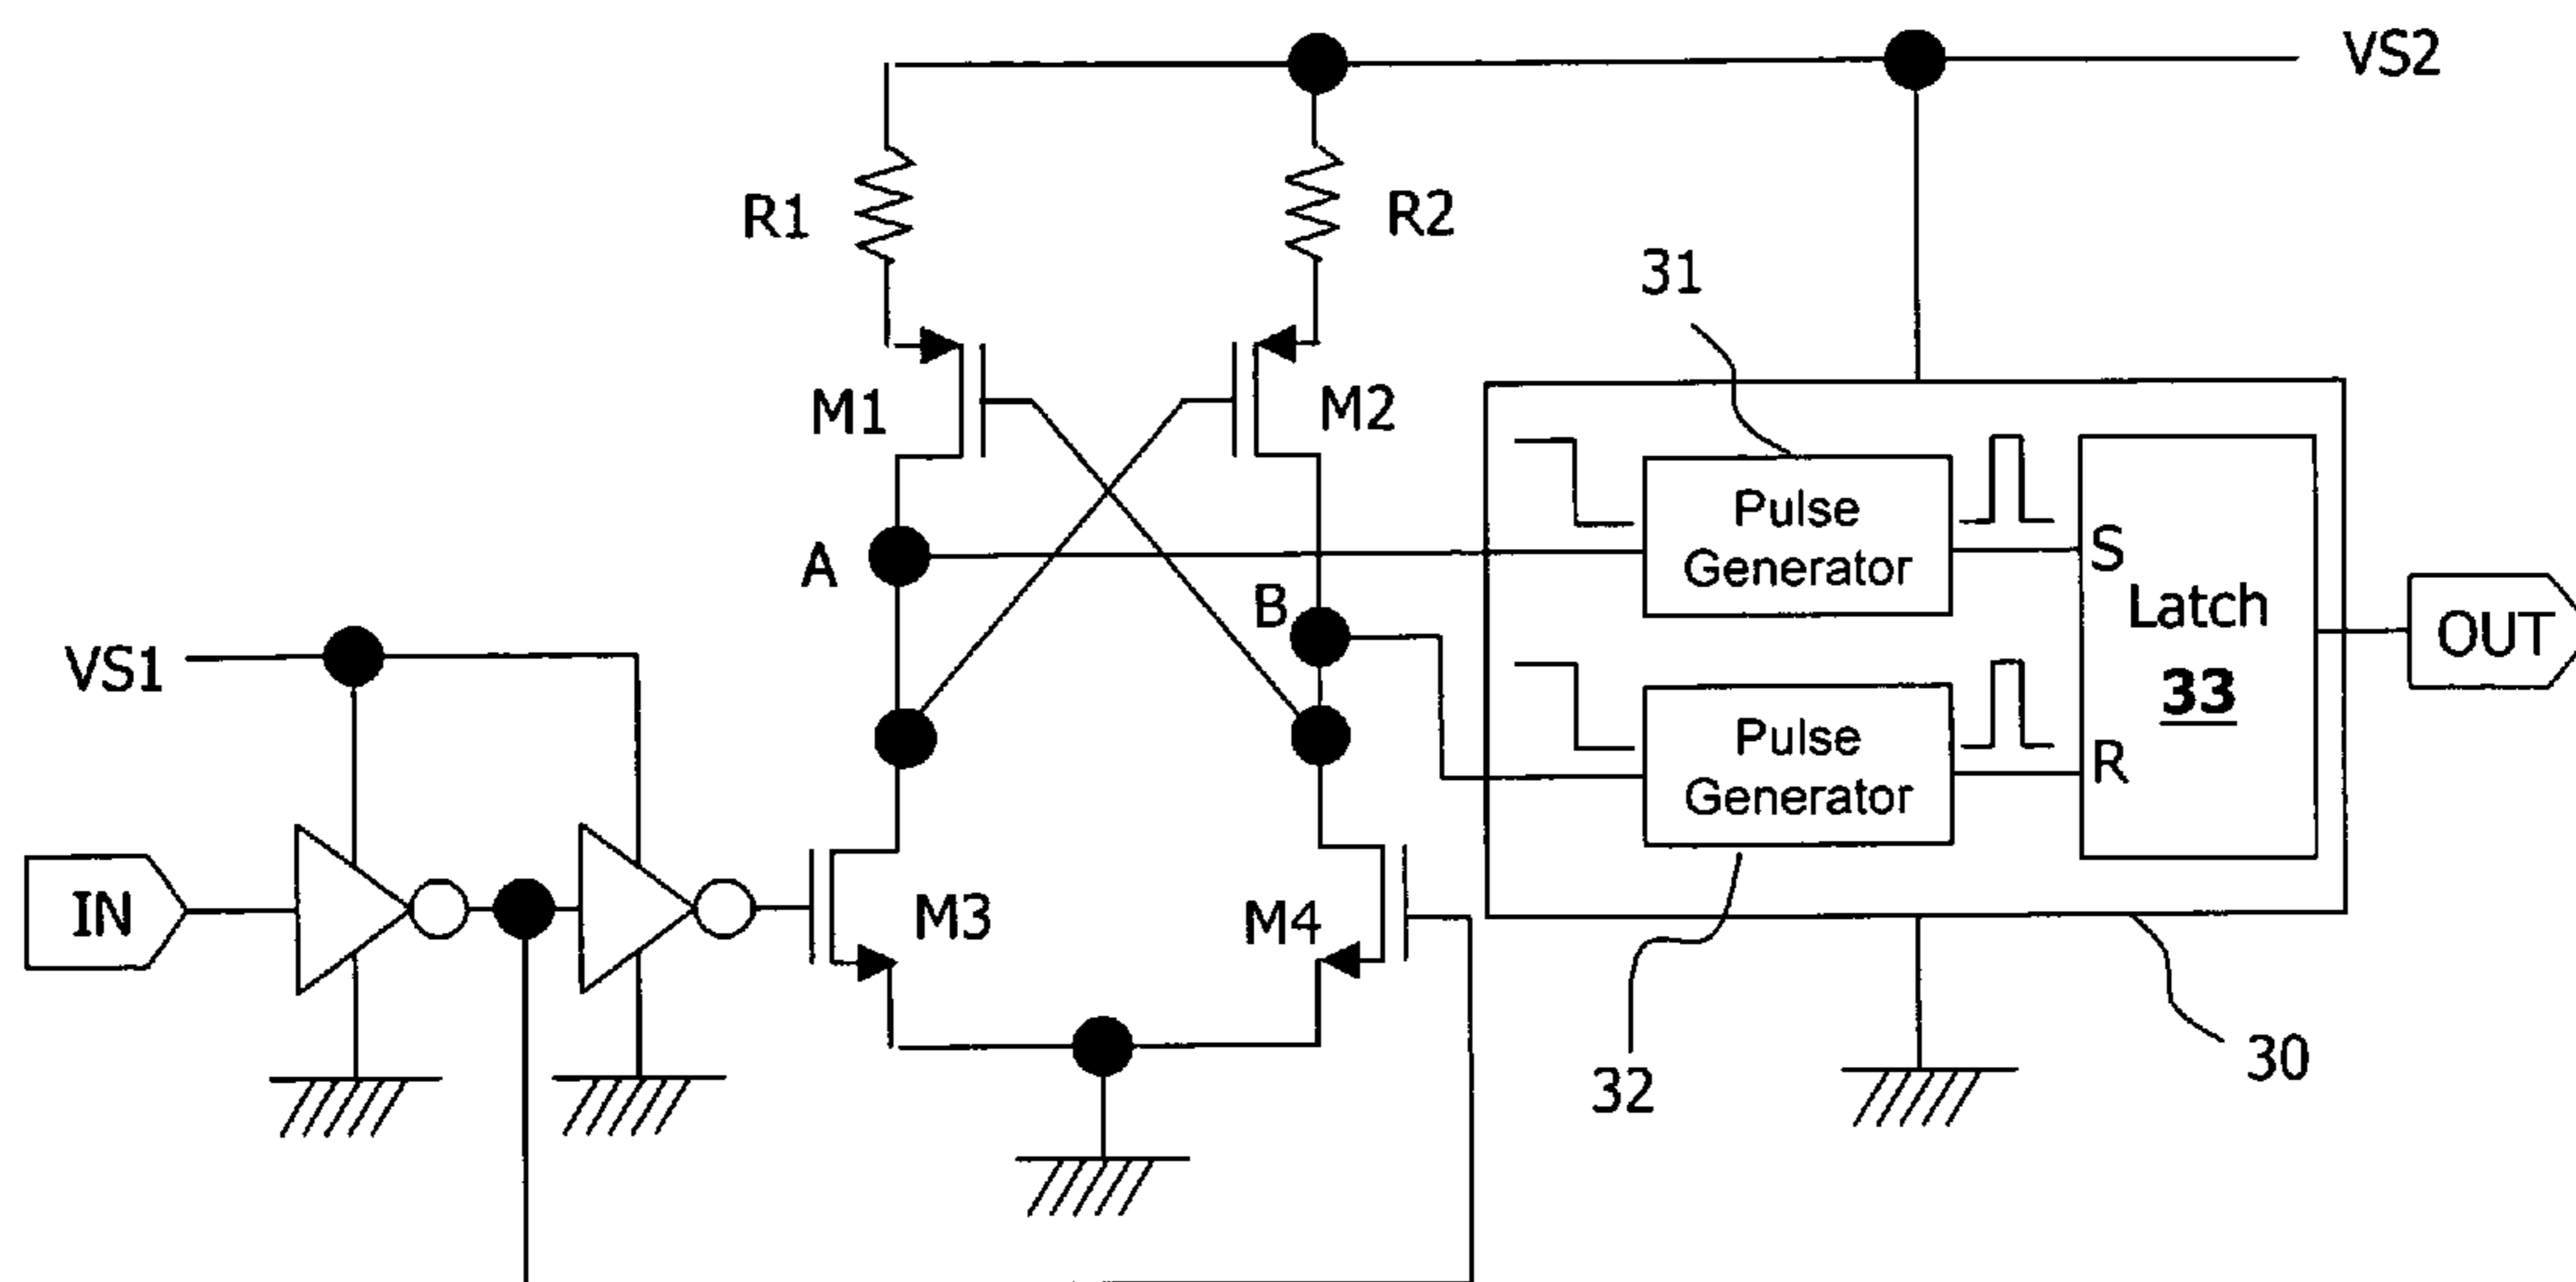 VS2
R1
R2
31
M1
M2
Pulse
Generator
S
A
B
Latch
33
OUT
VS1
Pulse
Generator
R
IN
M3
M4
32
30